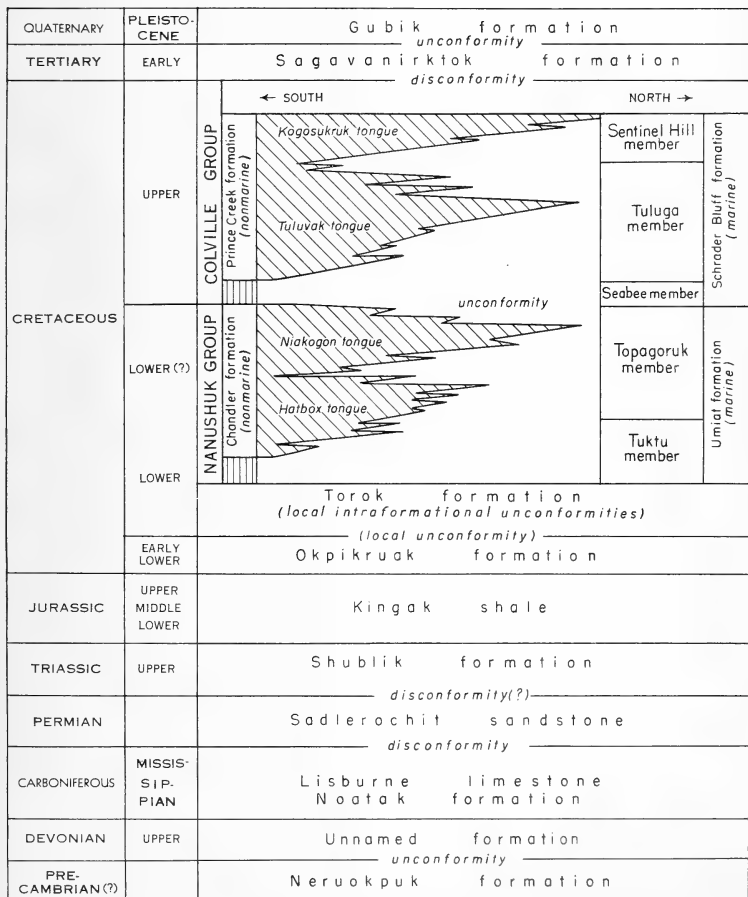 QUATERNARY
PLEISTO-
CENE
Gubik formation
unconformity
TERTIARY
EARLY
Sagavanirktok formation
disconformity
← SOUTH
NORTH →
CRETACEOUS
UPPER
COLVILLE GROUP
Prince Creek formation
(nonmarine)
Kogosukruk tongue
Tuluvak tongue
Sentinel Hill
member
Tuluga
member
Seabee member
Schrader Bluff formation
(marine)
unconformity
LOWER (?)
LOWER
NANUSHUK GROUP
Chandler formation
(nonmarine)
Niakogon tongue
Hatbox tongue
Topagoruk
member
Tuktu
member
Umiat formation
(marine)
Torok formation
(local intraformational unconformities)
(local unconformity)
EARLY
LOWER
Okpikruak formation
JURASSIC
UPPER
MIDDLE
LOWER
Kingak shale
TRIASSIC
UPPER
Shublik formation
disconformity(?)
PERMIAN
Sadlerochit sandstone
disconformity
CARBONIFEROUS
MISSIS-
SIP-
PIAN
Lisburne limestone
Noatak formation
DEVONIAN
UPPER
Unnamed formation
unconformity
PRE-
CAMBRIAN(?)
Neruokpuk formation